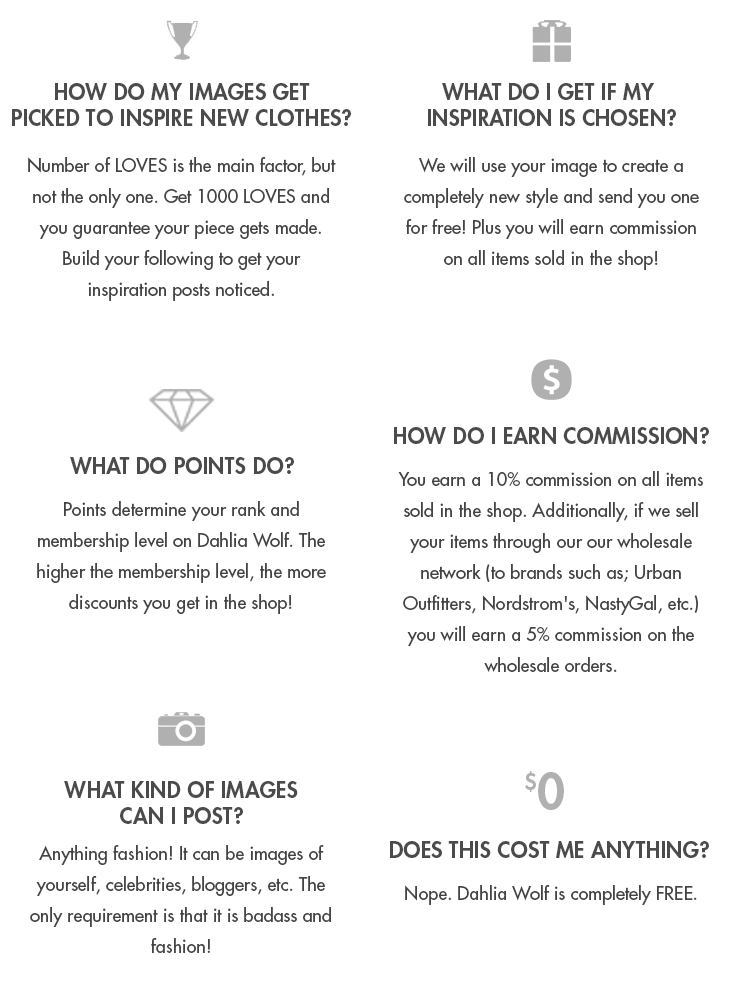 HOW DO MY IMAGES GET
PICKED TO INSPIRE NEW CLOTHES?
Number of LOVES is the main factor, but
not the only one. Get 1000 LOVES and
you guarantee your piece gets made.
Build your following to get your
inspiration posts noticed.
WHAT DO I GET IF MY
INSPIRATION IS CHOSEN?
We will use your image to create a
completely new style and send you one
for free! Plus you will earn commission
on all items sold in the shop!
WHAT DO POINTS DO?
Points determine your rank and
membership level on Dahlia Wolf. The
higher the membership level, the more
discounts you get in the shop!
$
HOW DO I EARN COMMISSION?
You earn a 10% commission on all items
sold in the shop. Additionally, if we sell
your items through our our wholesale
network (to brands such as; Urban
Outfitters, Nordstrom's, NastyGal, etc.)
you will earn a 5% commission on the
wholesale orders.
WHAT KIND OF IMAGES
CAN I POST?
Anything fashion! It can be images of
yourself, celebrities, bloggers, etc. The
only requirement is that it is badass and
fashion!
$0
DOES THIS COST ME ANYTHING?
Nope. Dahlia Wolf is completely FREE.